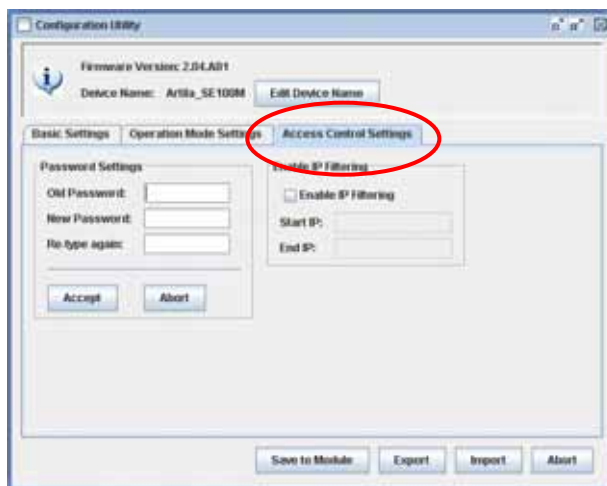 Configuration Utility
Firmware Version: 2.04.A01
Deivce Name: Artila_SE100M Edit Device Name
Basic Settings Operation Mode Settings Access Control Settings
Password Settings
Old Password:
New Password:
Re-type again:
Accept Abort
Enable IP Filtering
Enable IP Filtering
Start IP:
End IP:
Save to Module Export Import Abort